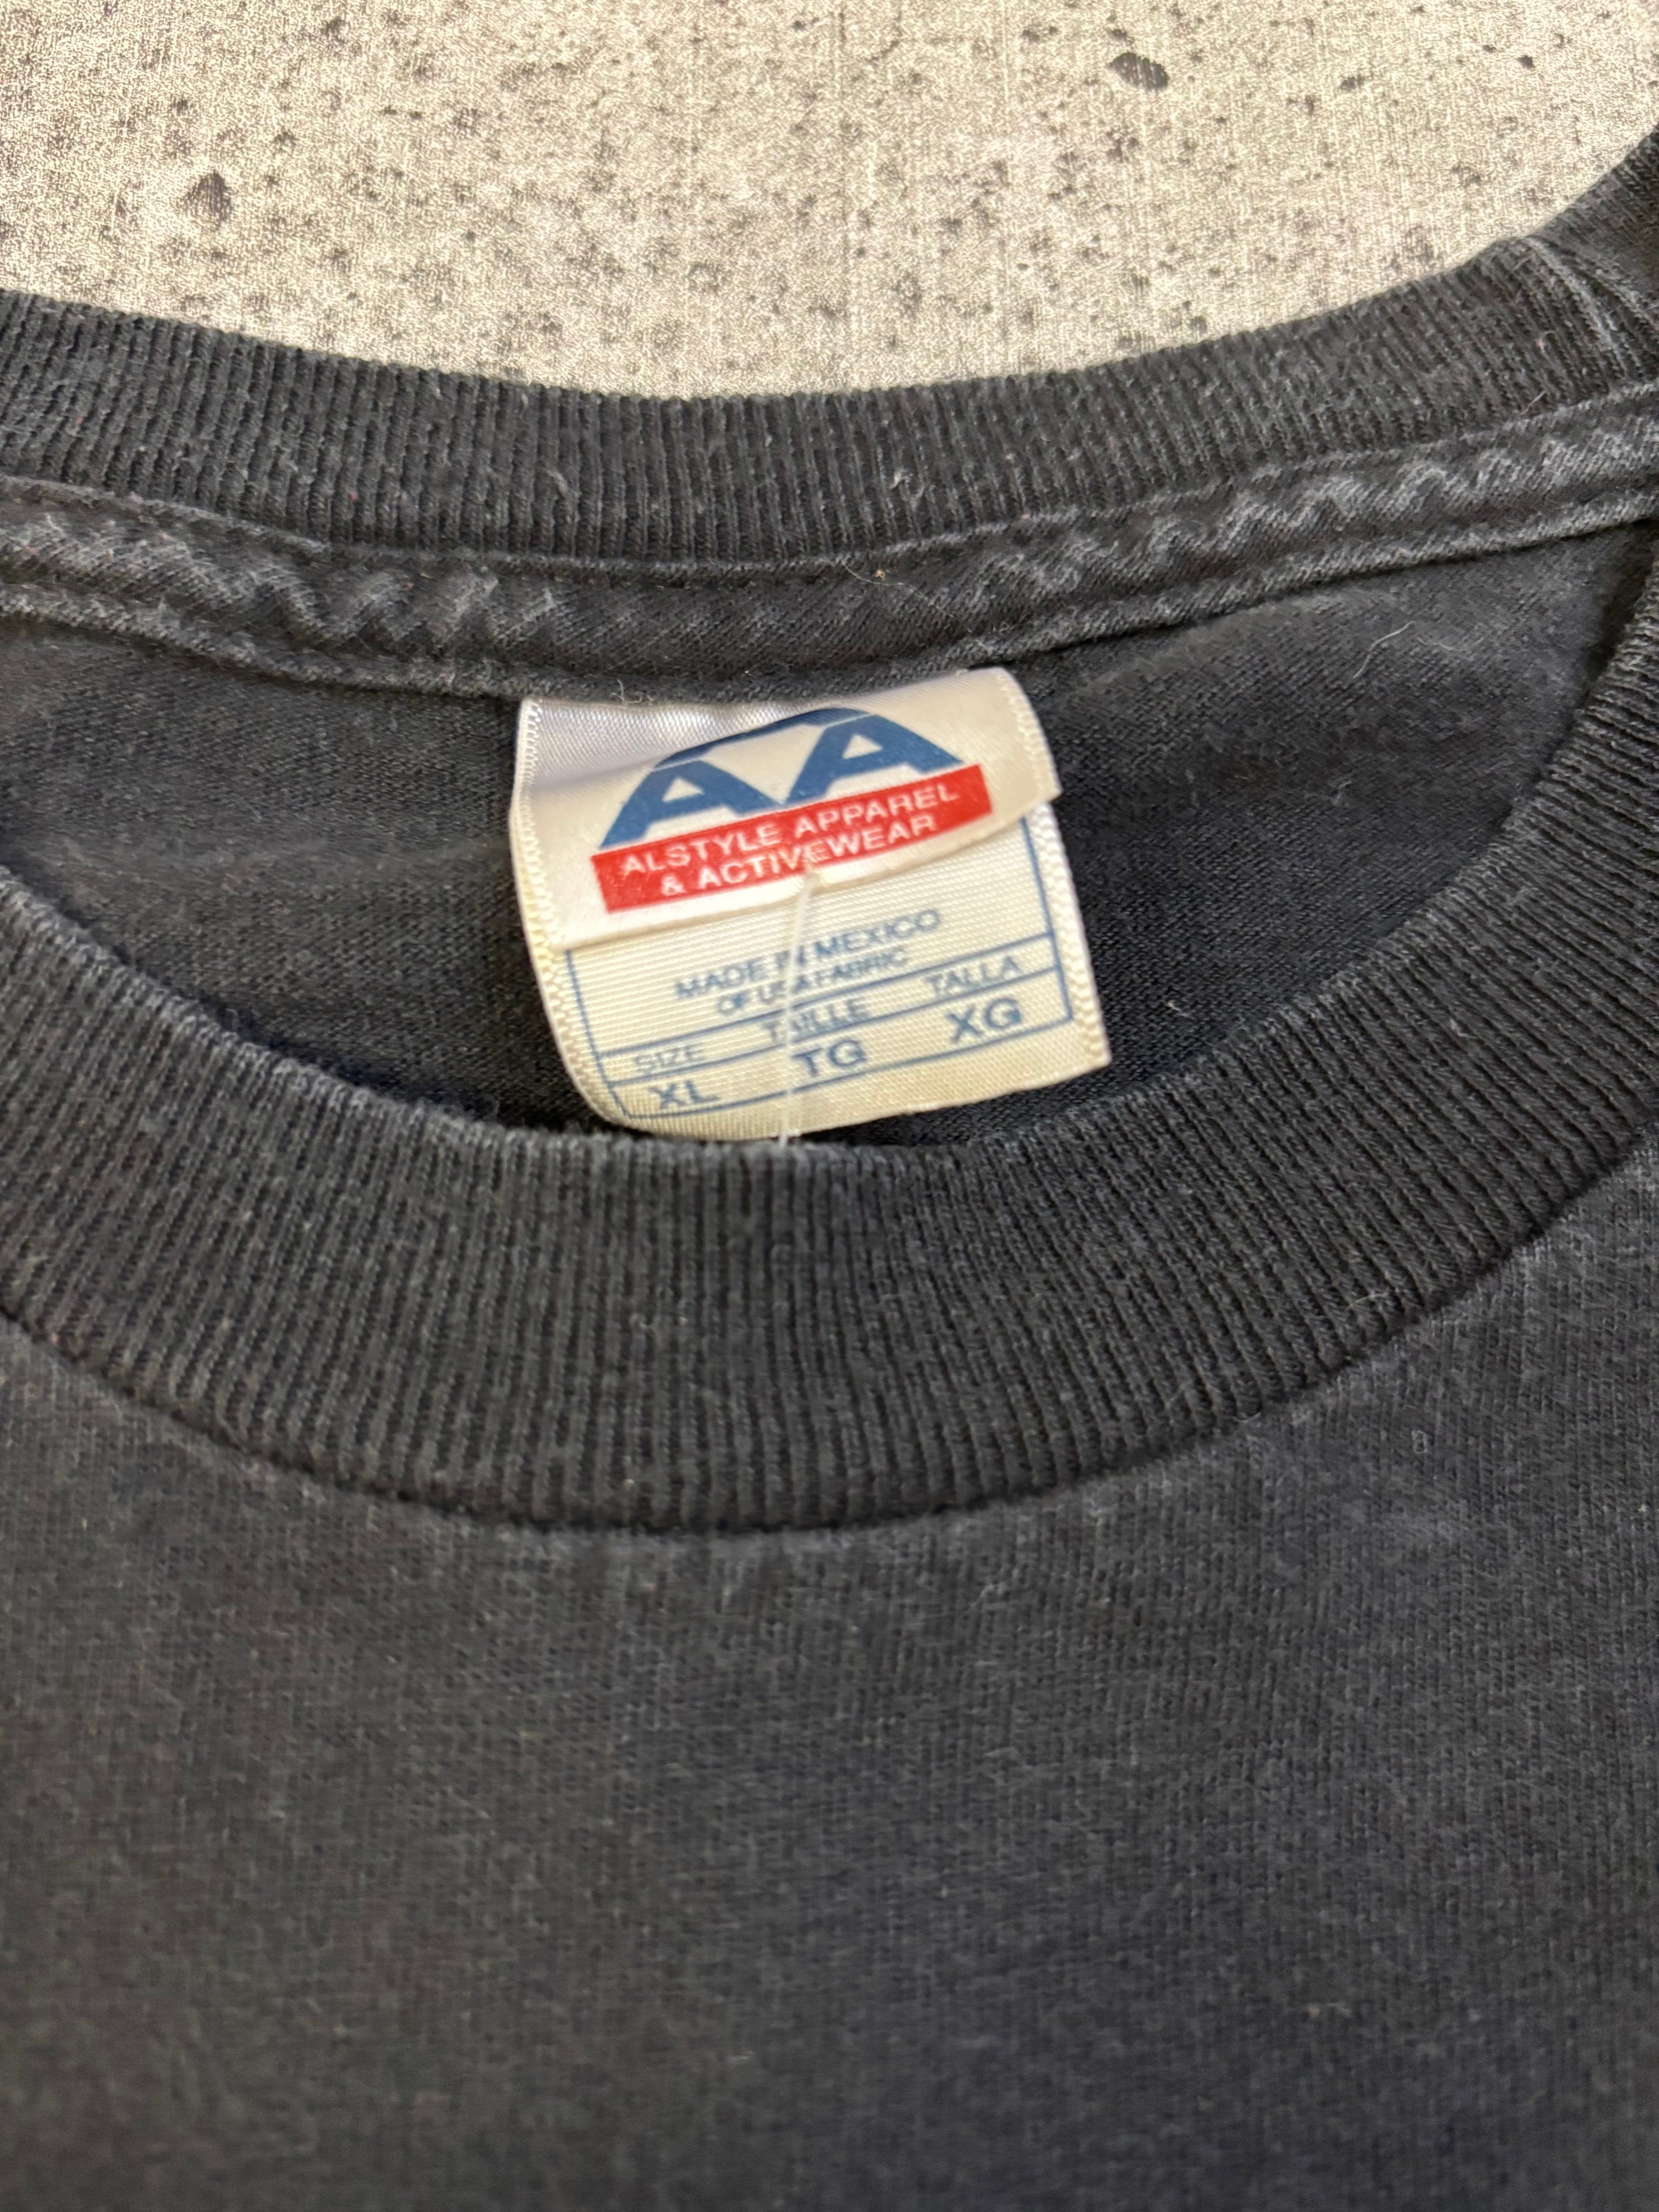 AA
ALSTYLE APPAREL
& ACTIVEWEAR
MADE IN MEXICO
OF USA FABRIC
SIZE TAILLE TALLA
XL TG XG